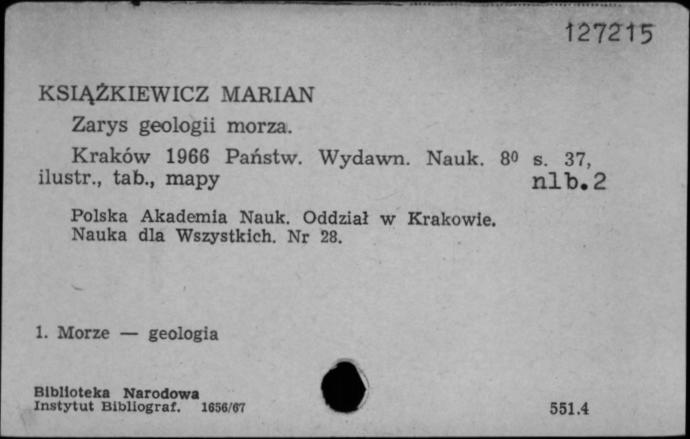 127215
KSIĄŻKIEWICZ MARIAN
Zarys geologii morza.
Kraków 1966 Państw. Wydawn. Nauk. 8⁰ s. 37,
ilustr., tab., mapy nlb.2
Polska Akademia Nauk. Oddział w Krakowie.
Nauka dla Wszystkich. Nr 28.
1. Morze — geologia
Biblioteka Narodowa
Instytut Bibliograf. 1656/67
551.4